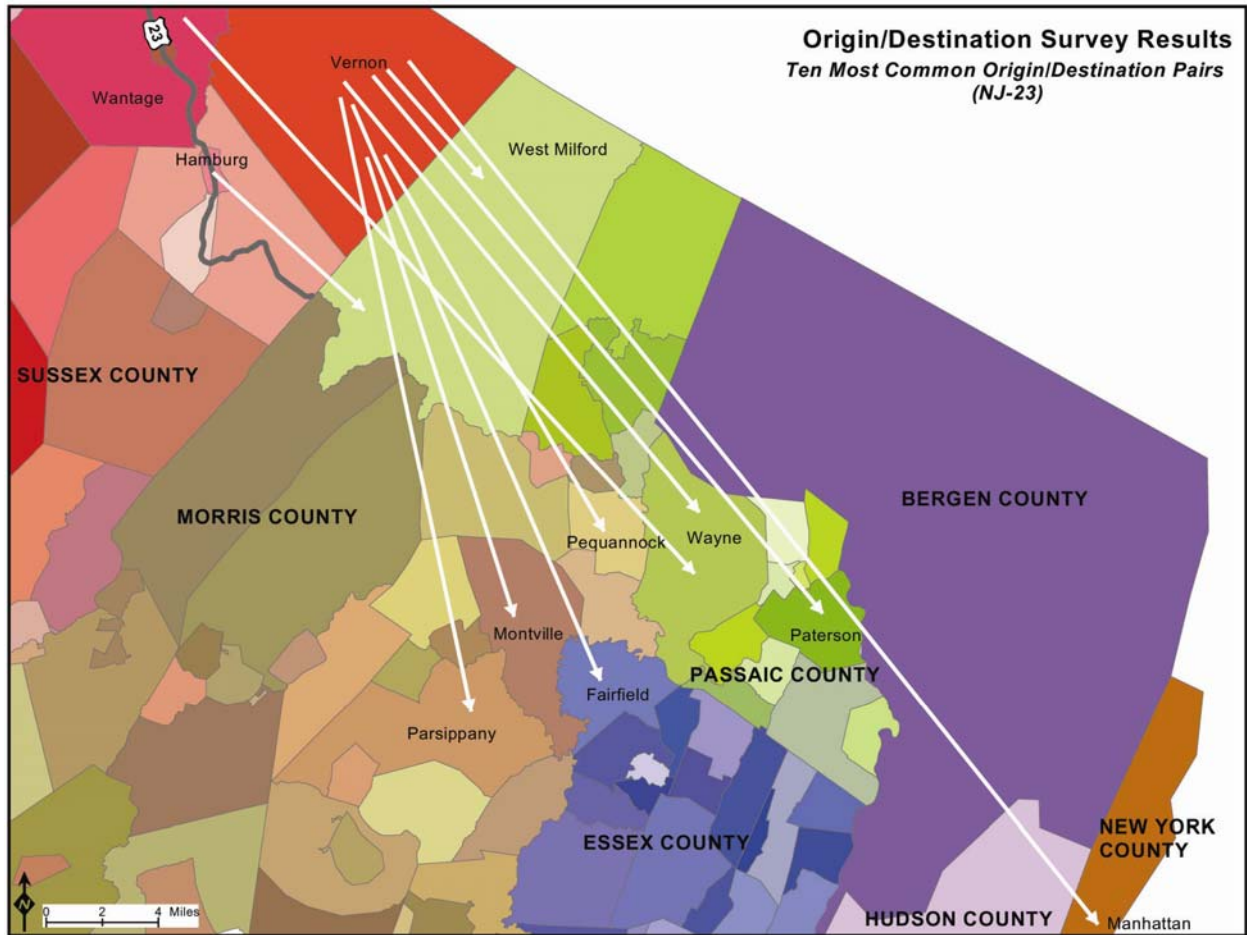 Origin/Destination Survey Results
Ten Most Common Origin/Destination Pairs
(NJ-23)
23
Vernon
Wantage
West Milford
Hamburg
SUSSEX COUNTY
BERGEN COUNTY
MORRIS COUNTY
Pequannock
Wayne
Montville
Paterson
PASSAIC COUNTY
Fairfield
Parsippany
ESSEX COUNTY
NEW YORK
COUNTY
N
0 2 4 Miles
HUDSON COUNTY
Manhattan